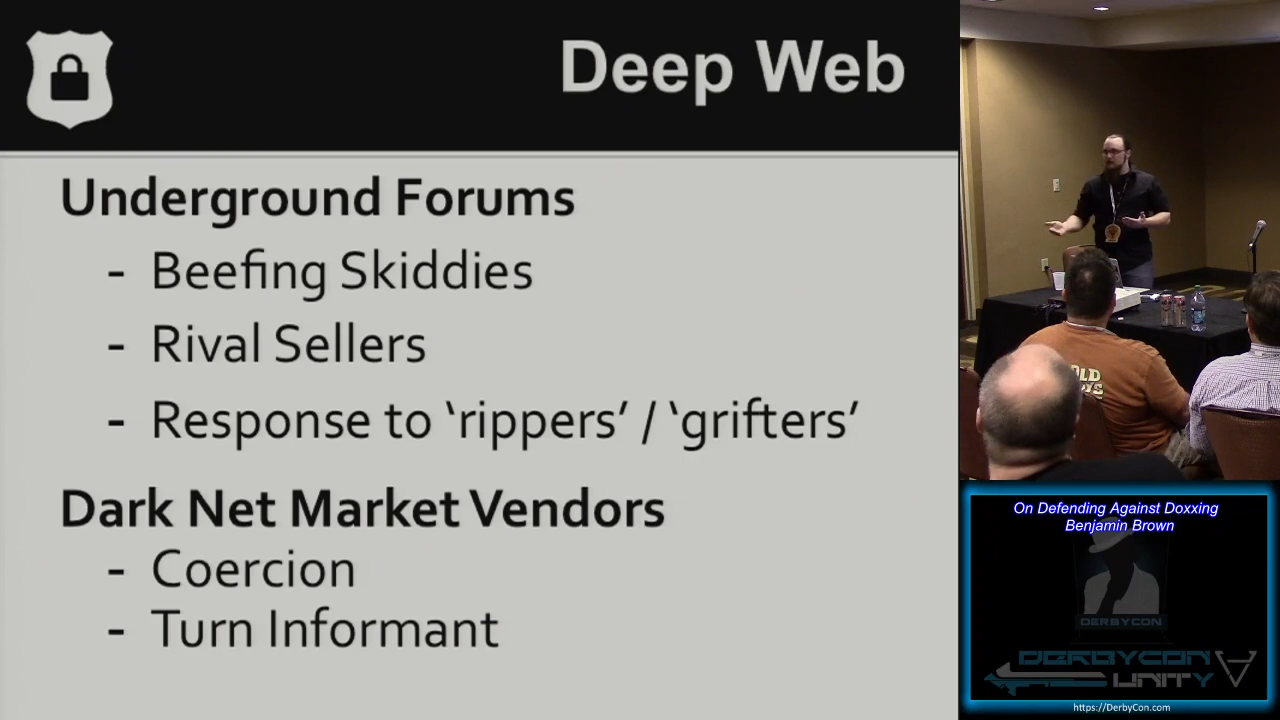 Deep Web
Underground Forums
- Beefing Skiddies
- Rival Sellers
- Response to ‘rippers’ / ‘grifters’
Dark Net Market Vendors
- Coercion
- Turn Informant
On Defending Against Doxxing
Benjamin Brown
DERBYCON
DERBYCON
UNITY
https://DerbyCon.com